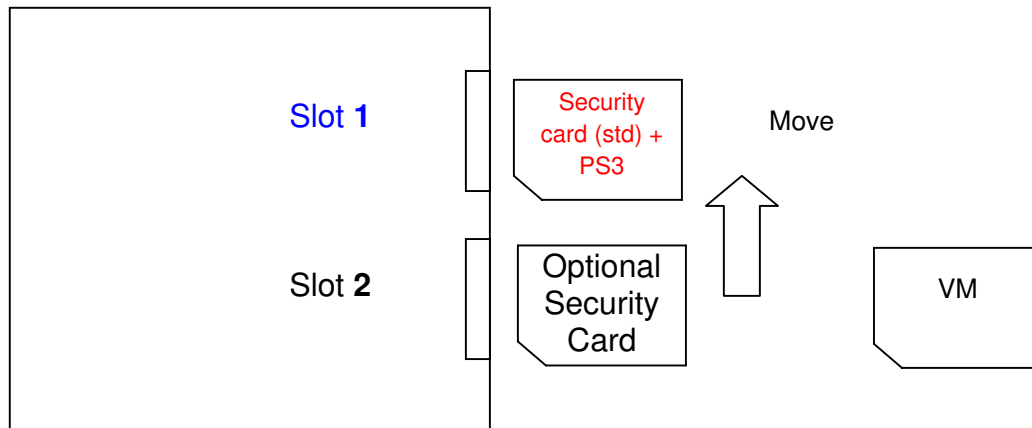 Slot 1
Security
card (std) +
PS3
Move
Slot 2
Optional
Security
Card
VM